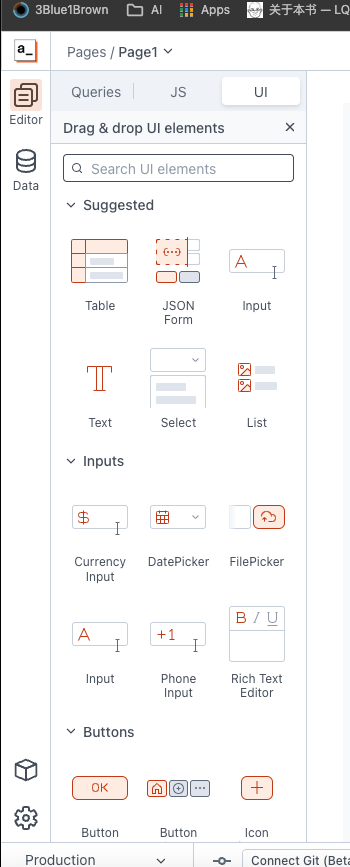 3Blue1Brown AI Apps 关于本书 — LQ
a_
Pages / Page1
Editor
Data
Queries JS UI
Drag & drop UI elements
Search UI elements
Suggested
A
Table JSON Input
Form
T
Text Select List
Inputs
$
Currency DatePicker FilePicker
Input
A +1 B / U
Input Phone Rich Text
Input Editor
Buttons
OK
Button Button Icon
Production Connect Git (Beta